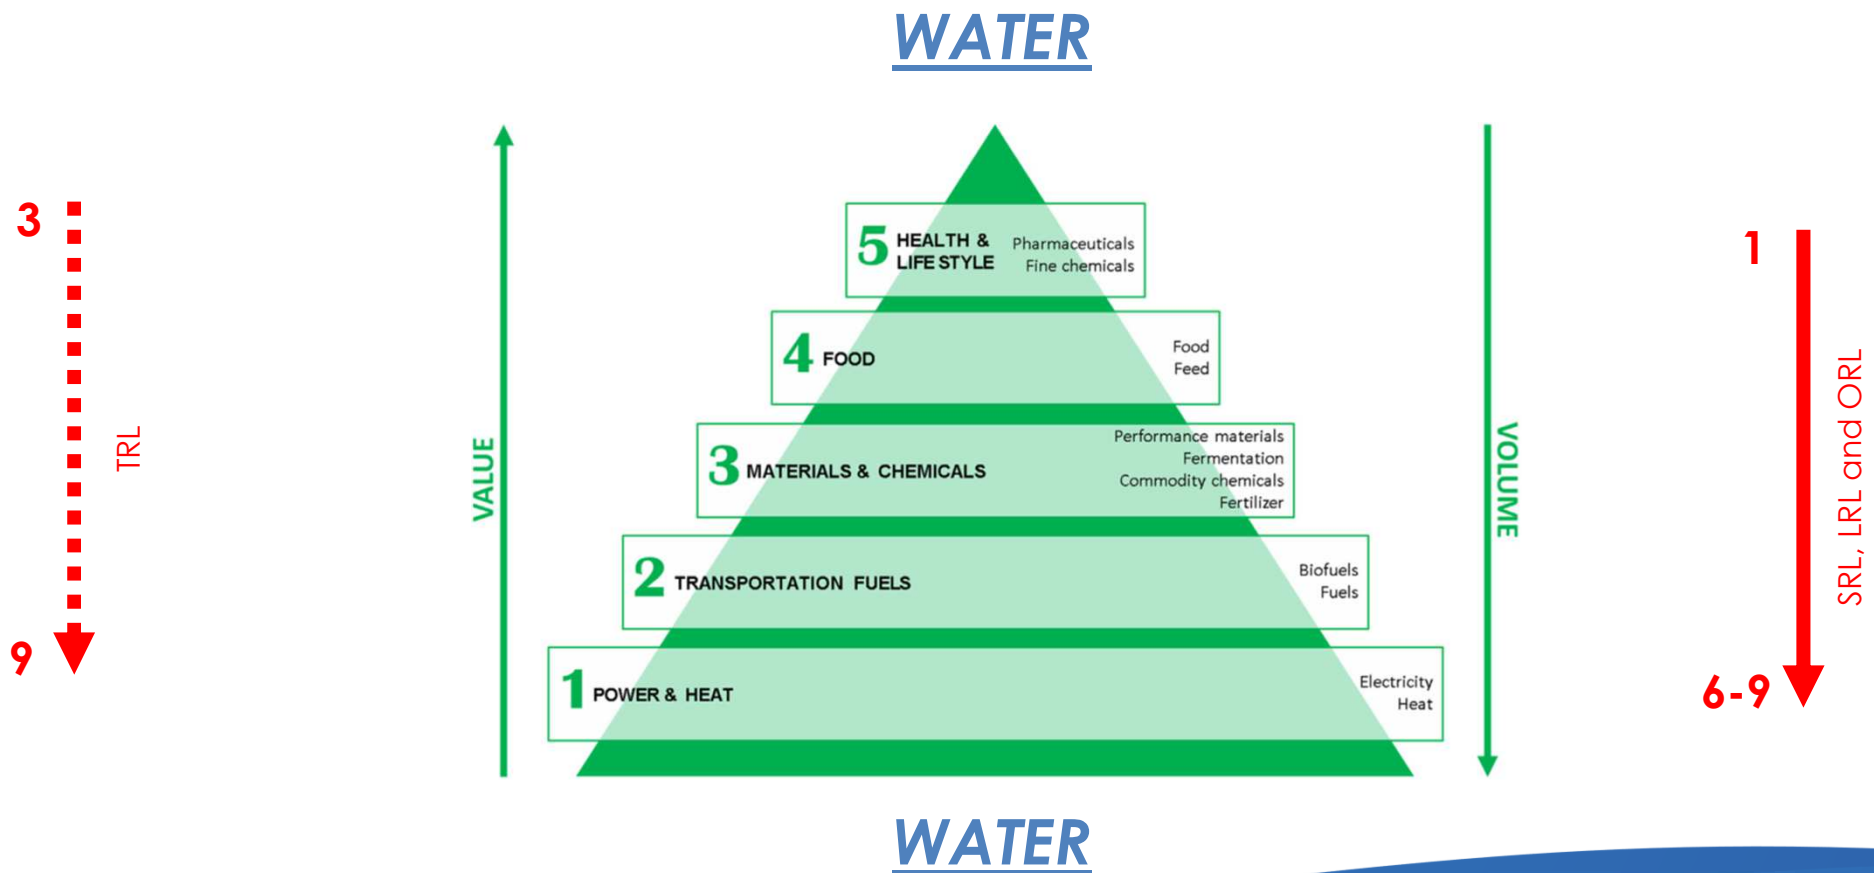 WATER
3
9
TRL
VALUE
5 HEALTH &
LIFE STYLE
Pharmaceuticals
Fine chemicals
4 FOOD
Food
Feed
3 MATERIALS & CHEMICALS
Performance materials
Fermentation
Commodity chemicals
Fertilizer
2 TRANSPORTATION FUELS
Biofuels
Fuels
1 POWER & HEAT
Electricity
Heat
VOLUME
1
6-9
SRL, LRL and ORL
WATER